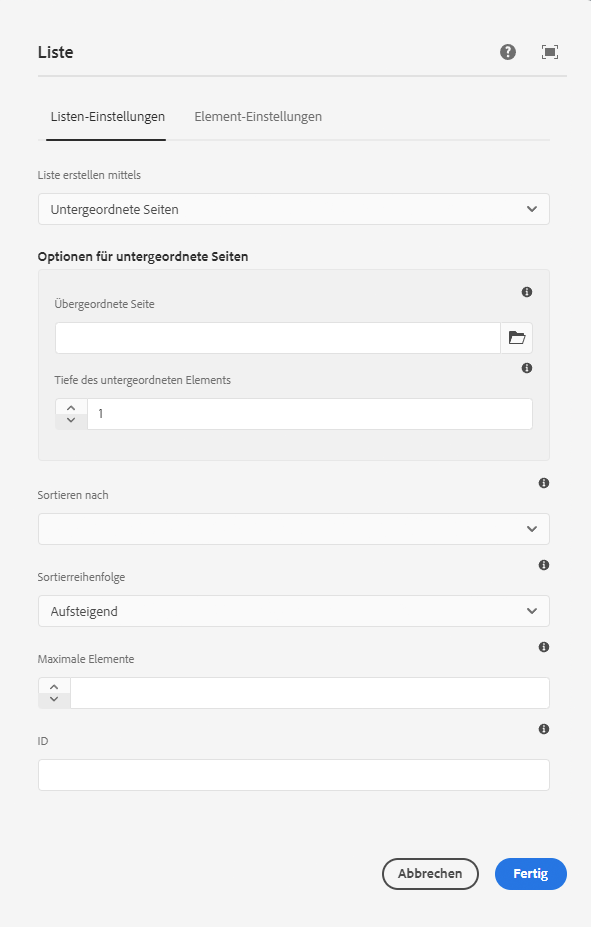 Liste
Listen-Einstellungen Element-Einstellungen
Liste erstellen mittels
Untergeordnete Seiten
Optionen für untergeordnete Seiten
Übergeordnete Seite
Tiefe des untergeordneten Elements
1
Sortieren nach
Sortierreihenfolge
Aufsteigend
Maximale Elemente
ID
Abbrechen Fertig